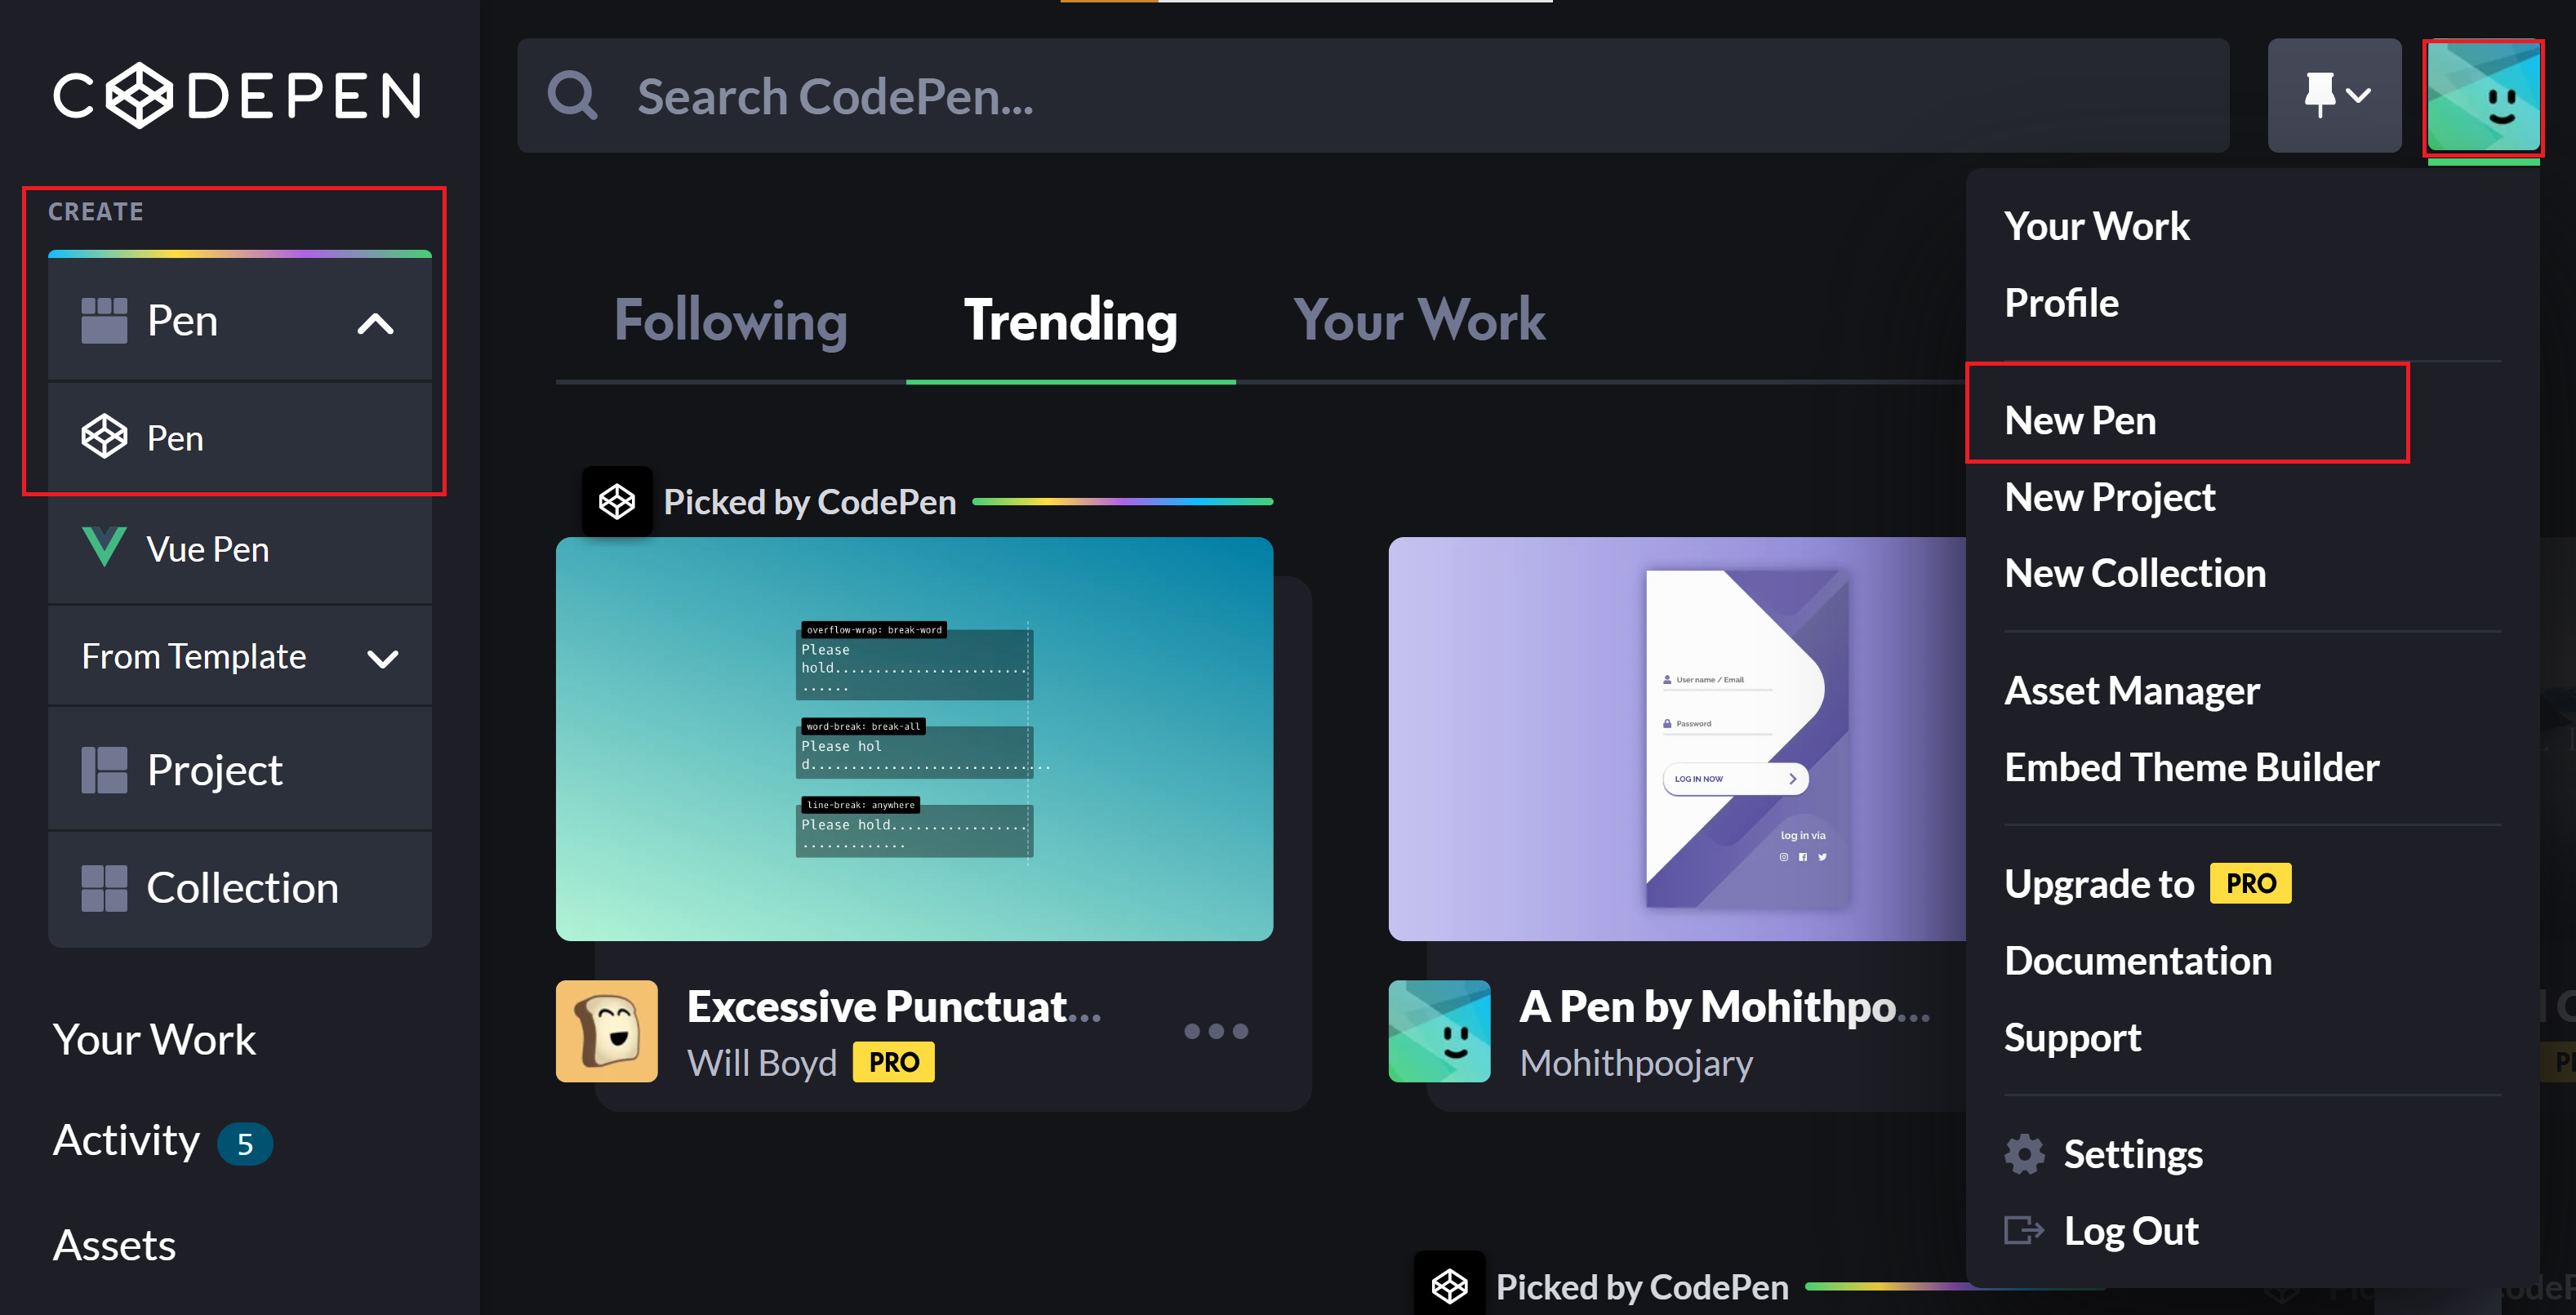 CODEPEN
CREATE
Pen
Pen
Vue Pen
From Template
Project
Collection
Your Work
Activity 5
Assets
Search CodePen...
Following Trending Your Work
Picked by CodePen
overflow-wrap: break-word
Please
hold........................
......
word-break: break-all
Please hol
d..............................
line-break: anywhere
Please hold.................
.............
Excessive Punctuat...
Will Boyd PRO
User name / Email
Password
LOG IN NOW
log in via
A Pen by Mohithpo...
Mohithpoojary
Picked by CodePen
Your Work
Profile
New Pen
New Project
New Collection
Asset Manager
Embed Theme Builder
Upgrade to PRO
Documentation
Support
Settings
Log Out